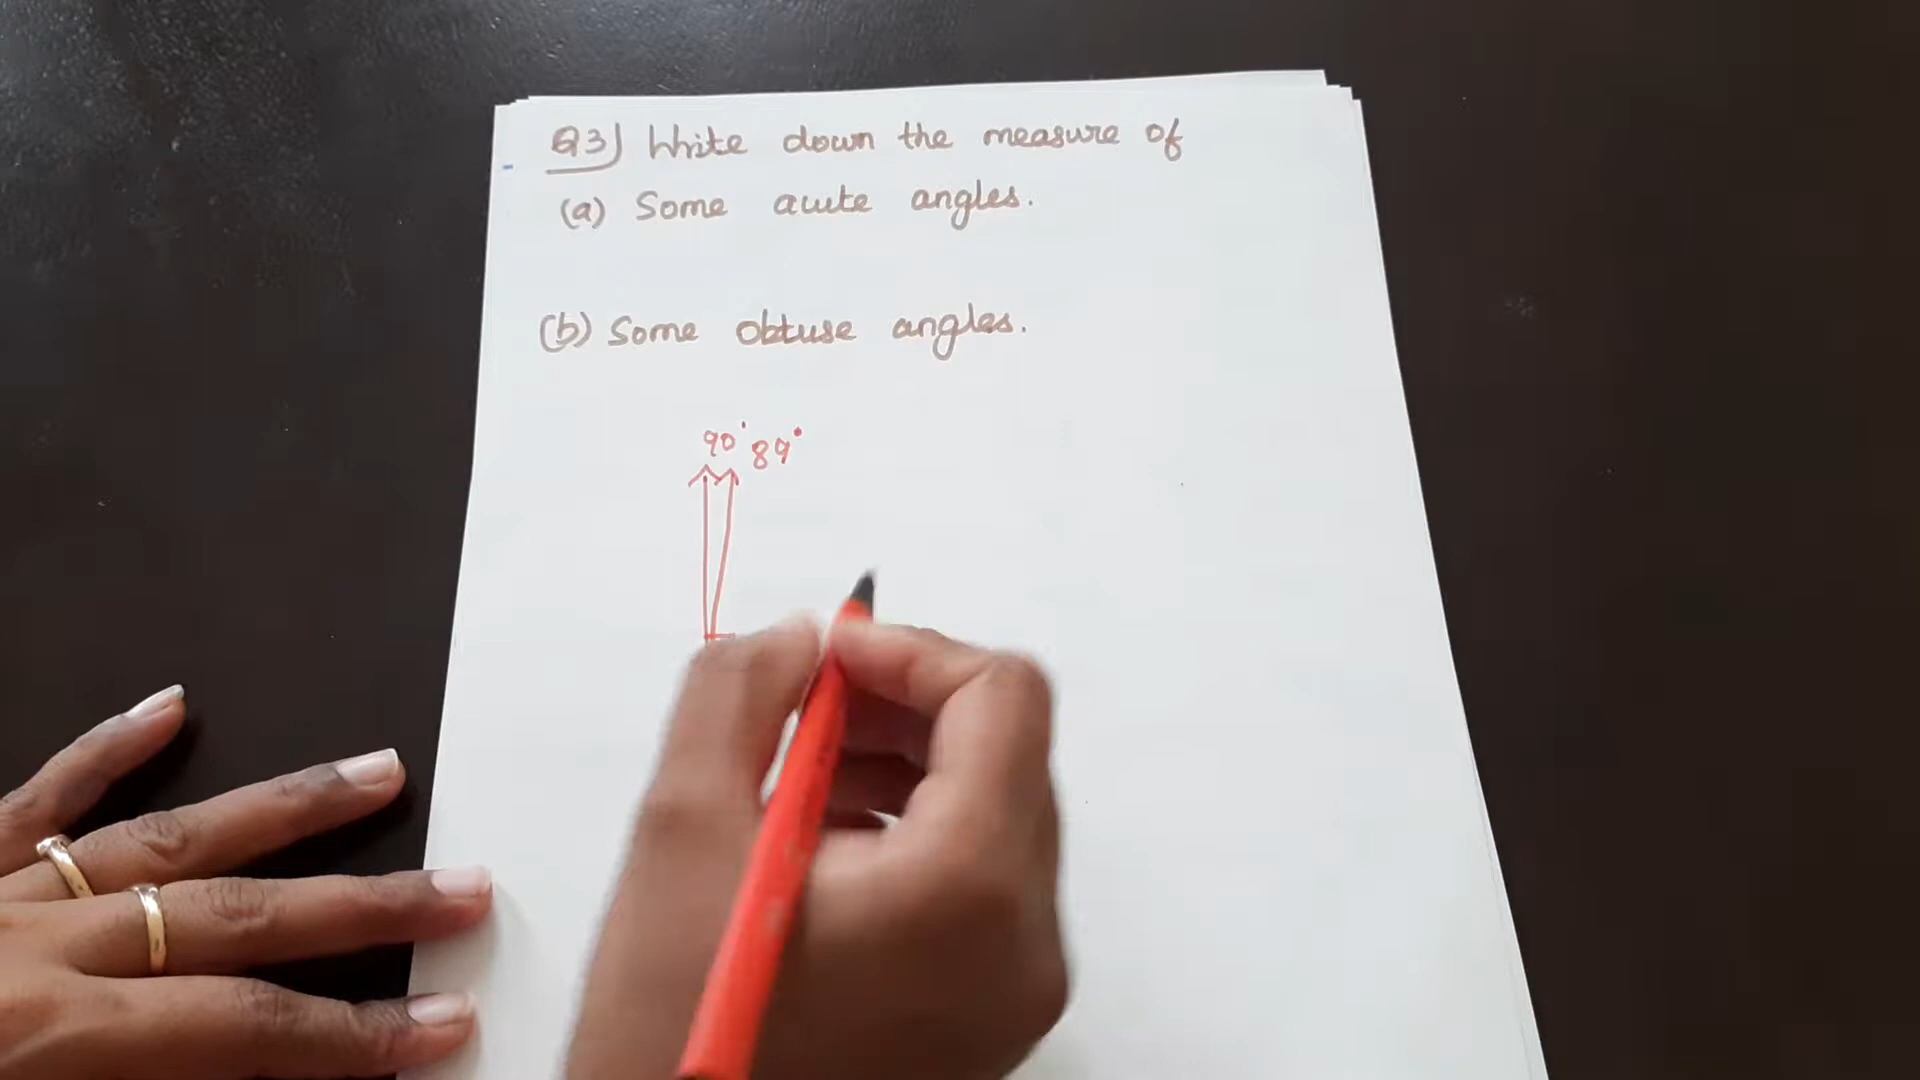 Q3) Write down the measure of
(a) Some acute angles.
(b) Some obtuse angles.
90° 89°